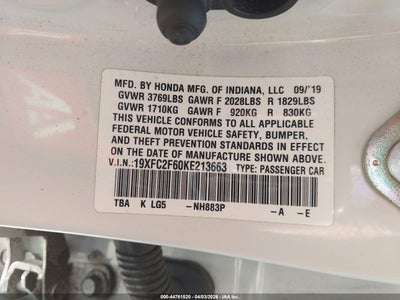 MFD. BY HONDA MFG. OF INDIANA, LLC 09/'19
GVWR 3769LBS GAWR F 2028LBS R 1829LBS
GVWR 1710KG GAWR F 920KG R 830KG
THIS VEHICLE CONFORMS TO ALL APPLICABLE
FEDERAL MOTOR VEHICLE SAFETY, BUMPER,
AND THEFT PREVENTION STANDARDS IN EFFECT
ON THE DATE OF MANUFACTURE SHOWN ABOVE.
V.I.N.:19XFC2F60KE213663 TYPE: PASSENGER CAR
TBA K LG5 -NH883P -A -E
© 44761520 - 04/03/2026 - IAA, Inc.